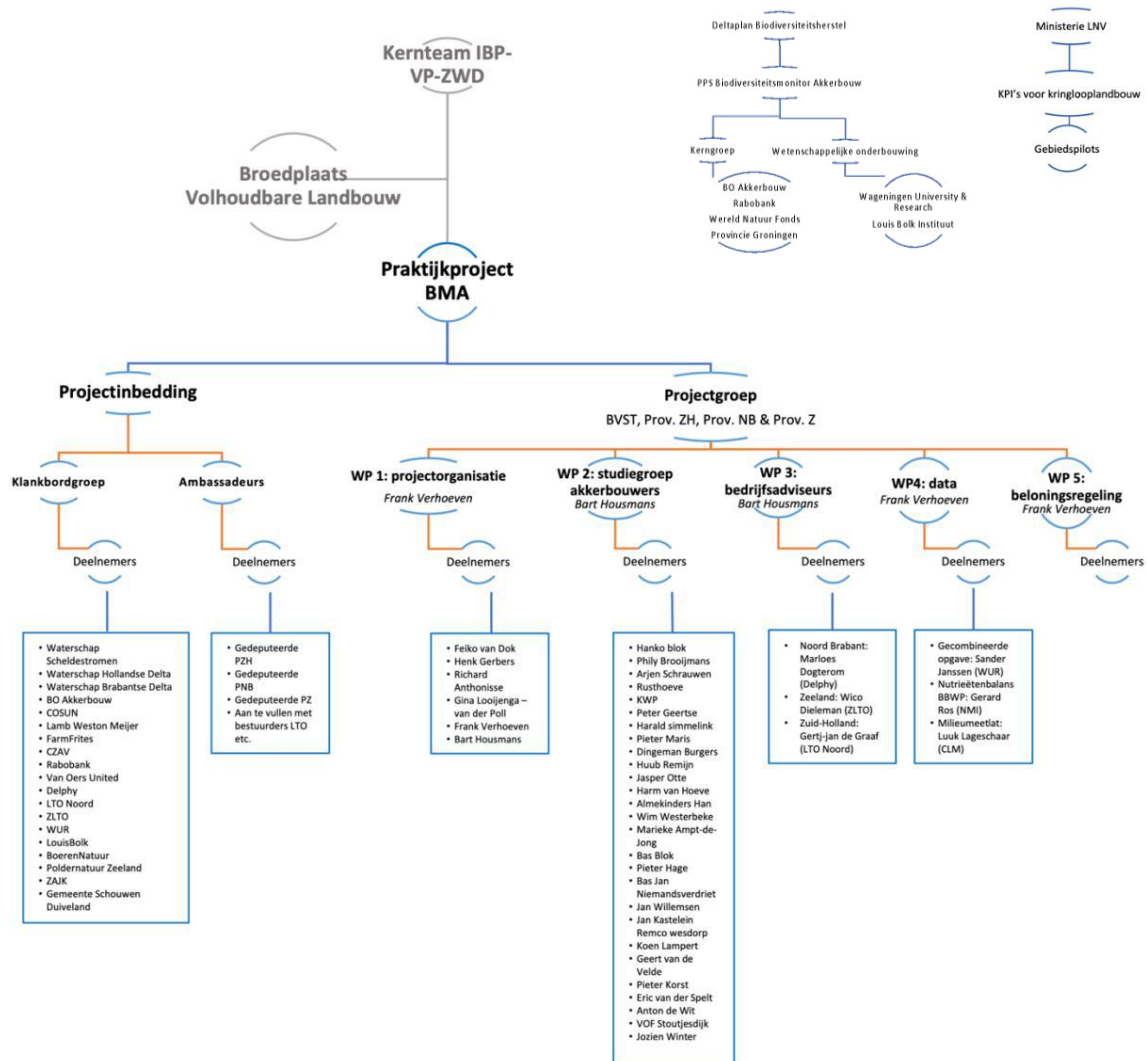 Kernteam IBP-
VP-ZWD
Broedplaats
Volhoudbare Landbouw
Praktijkproject
BMA
Deltaplan Biodiversiteitsherstel
PPS Biodiversiteitsmonitor Akkerbouw
Kerngroep
Wetenschappelijke onderbouwing
BO Akkerbouw
Rabobank
Wereld Natuur Fonds
Provincie Groningen
Wageningen University &
Research
Louis Bolk Instituut
Ministerie LNV
KPI's voor kringlooplandbouw
Gebiedspilots
Projectinbedding
Projectgroep
BVST, Prov. ZH, Prov. NB & Prov. Z
Klankbordgroep
Ambassadeurs
WP 1: projectorganisatie
Frank Verhoeven
WP 2: studiegroep
akkerbouwers
Bart Housmans
WP 3:
bedrijfsadviseurs
Bart Housmans
WP4: data
Frank Verhoeven
WP 5:
beloningsregeling
Frank Verhoeven
Deelnemers
Deelnemers
Deelnemers
Deelnemers
Deelnemers
Deelnemers
Deelnemers
• Waterschap
Scheldestromen
• Waterschap Hollandse Delta
• Waterschap Brabantse Delta
• BO Akkerbouw
• COSUN
• Lamb Weston Meijer
• FarmFrites
• CZAV
• Rabobank
• Van Oers United
• Delphy
• LTO Noord
• ZLTO
• WUR
• LouisBolk
• BoerenNatuur
• Poldernatuur Zeeland
• ZAJK
• Gemeente Schouwen
Duiveland
• Gedeputeerde
PZH
• Gedeputeerde
PNB
• Gedeputeerde PZ
• Aan te vullen met
bestuurders LTO
etc.
• Feiko van Dok
• Henk Gerbers
• Richard
Anthonisse
• Gina Looijenga –
van der Poll
• Frank Verhoeven
• Bart Housmans
• Hanko blok
• Phily Brooijmans
• Arjen Schrauwen
• Rusthoeve
• KWP
• Peter Geertse
• Harald simmelink
• Pieter Maris
• Dingeman Burgers
• Huub Remijn
• Jasper Otte
• Harm van Hoeve
• Almekinders Han
• Wim Westerbeke
• Marieke Ampt-de-
Jong
• Bas Blok
• Pieter Hage
• Bas Jan
Niemandsverdriet
• Jan Willemsen
• Jan Kastelein
Remco wesdorp
• Koen Lampert
• Geert van de
Velde
• Pieter Korst
• Eric van der Spelt
• Anton de Wit
• VOF Stoutjesdijk
• Jozien Winter
• Noord Brabant:
Marloes
Dogterom
(Delphy)
• Zeeland: Wico
Dieleman (ZLTO)
• Zuid-Holland:
Gertj-jan de Graaf
(LTO Noord)
• Gecombineerde
opgave: Sander
Janssen (WUR)
• Nutrieëtenbalans
BBWP: Gerard
Ros (NMI)
• Milieumeetlat:
Luuk Lageschaar
(CLM)